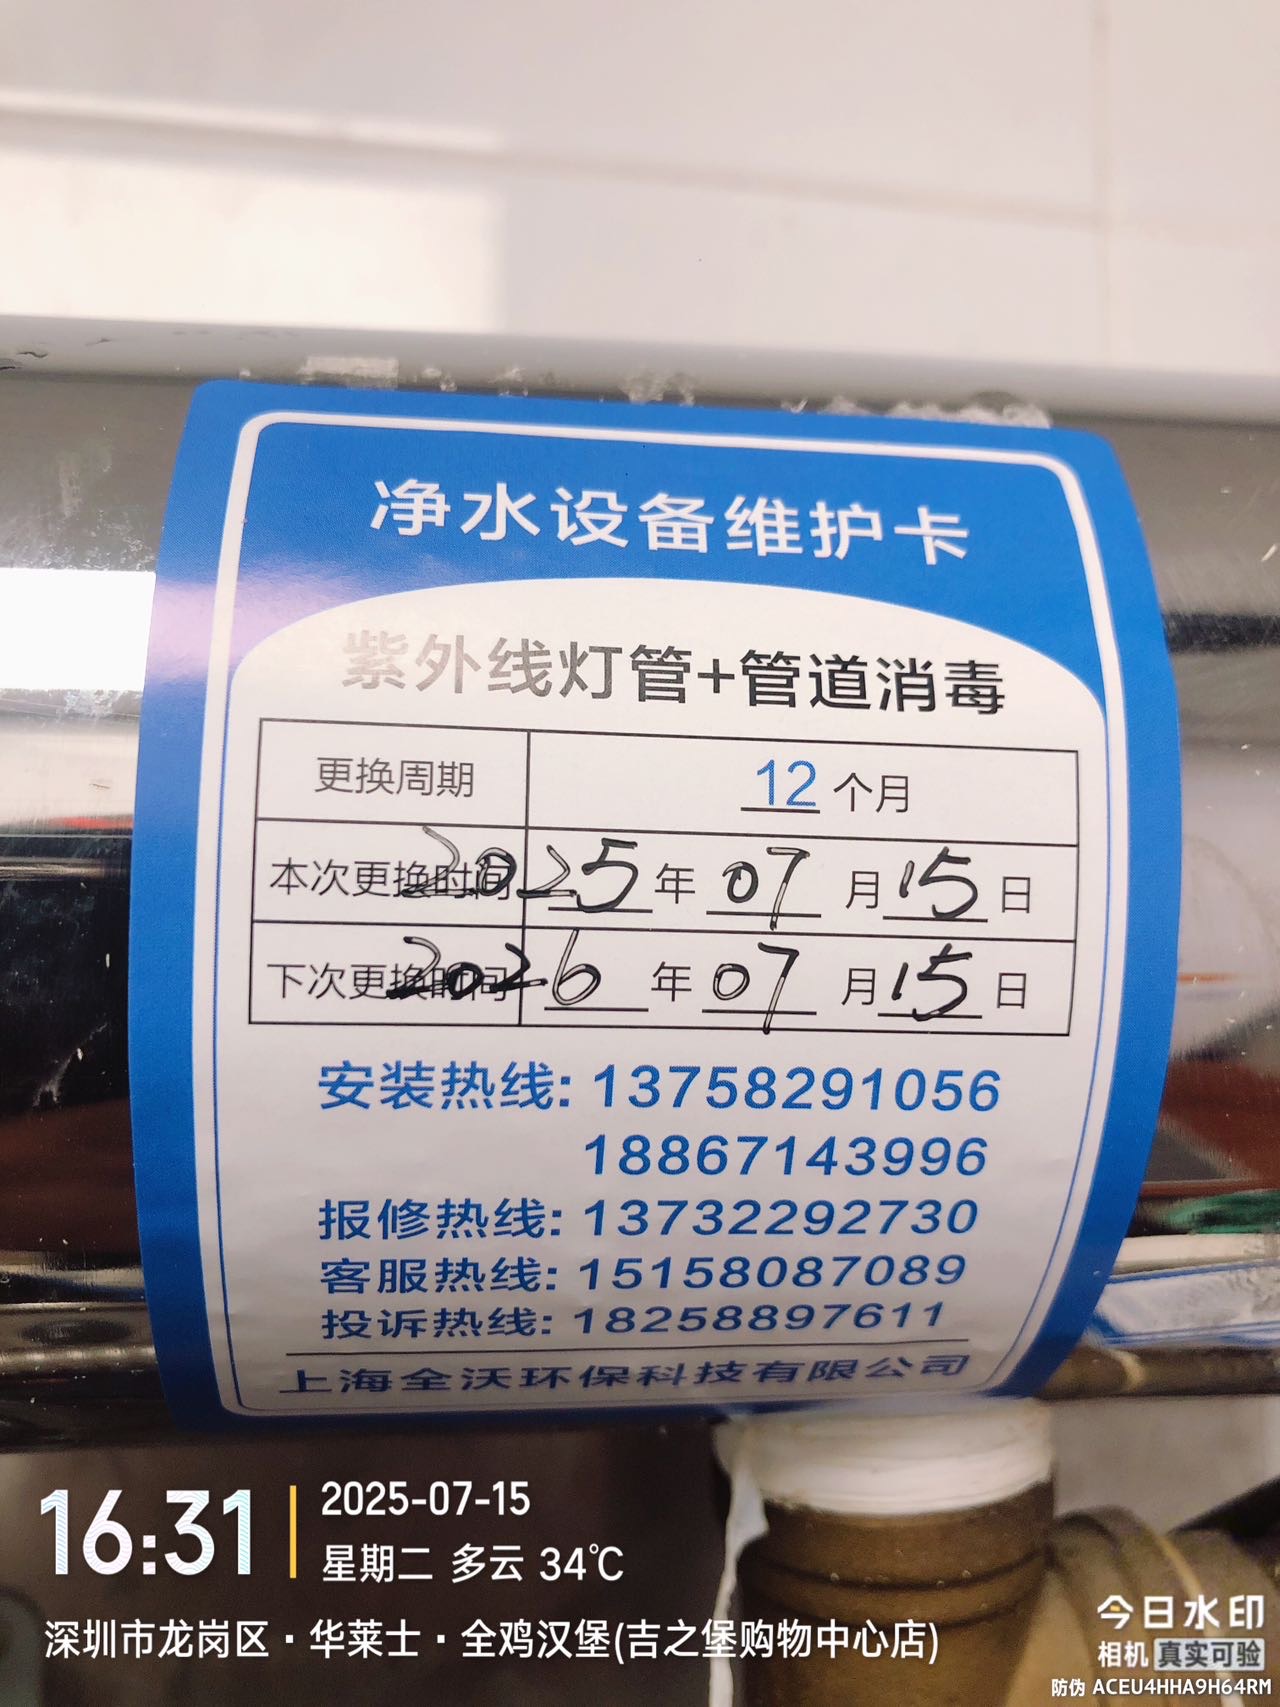 净水设备维护卡
紫外线灯管+管道消毒
更换周期 12 个月
本次更换时间 2025 年 07 月 15 日
下次更换时间 2026 年 07 月 15 日
安装热线: 13758291056
18867143996
报修热线: 13732292730
客服热线: 15158087089
投诉热线: 18258897611
上海全沃环保科技有限公司
16:31
2025-07-15
星期二 多云 34℃
深圳市龙岗区·华莱士·全鸡汉堡(吉之堡购物中心店)
今日水印
相机 真实可验
防伪 ACEU4HHA9H64RM